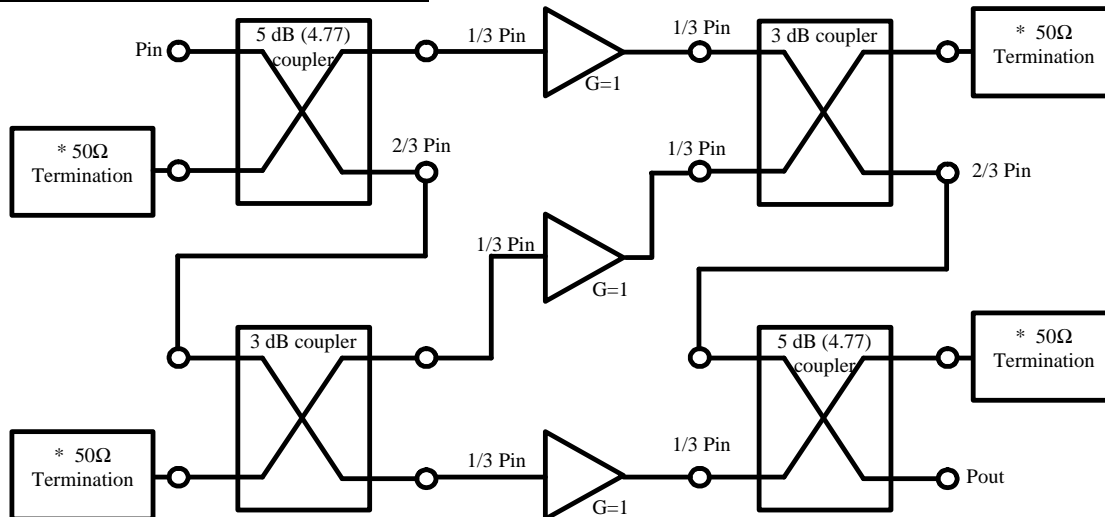 5 dB (4.77)
coupler
Pin
1/3 Pin
G=1
1/3 Pin
3 dB coupler
* 50Ω
Termination
* 50Ω
Termination
2/3 Pin
1/3 Pin
2/3 Pin
1/3 Pin
G=1
3 dB coupler
5 dB (4.77)
coupler
* 50Ω
Termination
* 50Ω
Termination
1/3 Pin
G=1
1/3 Pin
Pout